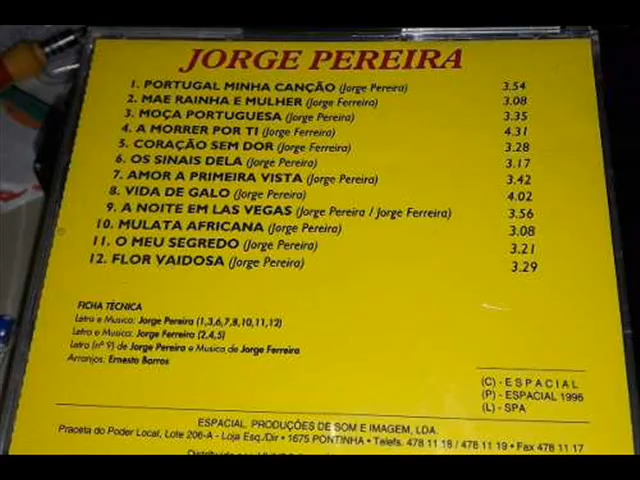 JORGE PEREIRA
1. PORTUGAL MINHA CANÇÃO (Jorge Pereira) 3.54
2. MAE RAINHA E MULHER (Jorge Ferreira) 3.08
3. MOÇA PORTUGUESA (Jorge Pereira) 3.35
4. A MORRER POR TI (Jorge Ferreira) 4.31
5. CORAÇÃO SEM DOR (Jorge Ferreira) 3.28
6. OS SINAIS DELA (Jorge Pereira) 3.17
7. AMOR A PRIMEIRA VISTA (Jorge Pereira) 3.42
8. VIDA DE GALO (Jorge Pereira) 4.02
9. A NOITE EM LAS VEGAS (Jorge Pereira / Jorge Ferreira) 3.56
10. MULATA AFRICANA (Jorge Pereira) 3.08
11. O MEU SEGREDO (Jorge Pereira) 3.21
12. FLOR VAIDOSA (Jorge Pereira) 3.29
FICHA TÉCNICA
Letra e Musica: Jorge Pereira (1,3,6,7,8,10,11,12)
Letra e Musica: Jorge Ferreira (2,4,5)
Letra (nº 9) de Jorge Pereira e Musica de Jorge Ferreira
Arranjos: Ernesto Barros
(C) - ESPACIAL
(P) - ESPACIAL 1995
(L) - SPA
ESPACIAL, PRODUÇÕES DE SOM E IMAGEM, LDA.
Praceta do Poder Local, Lote 206-A - Loja Esq./Dir • 1675 PONTINHA • Telefs. 478 11 18 / 478 11 19 • Fax 478 11 17